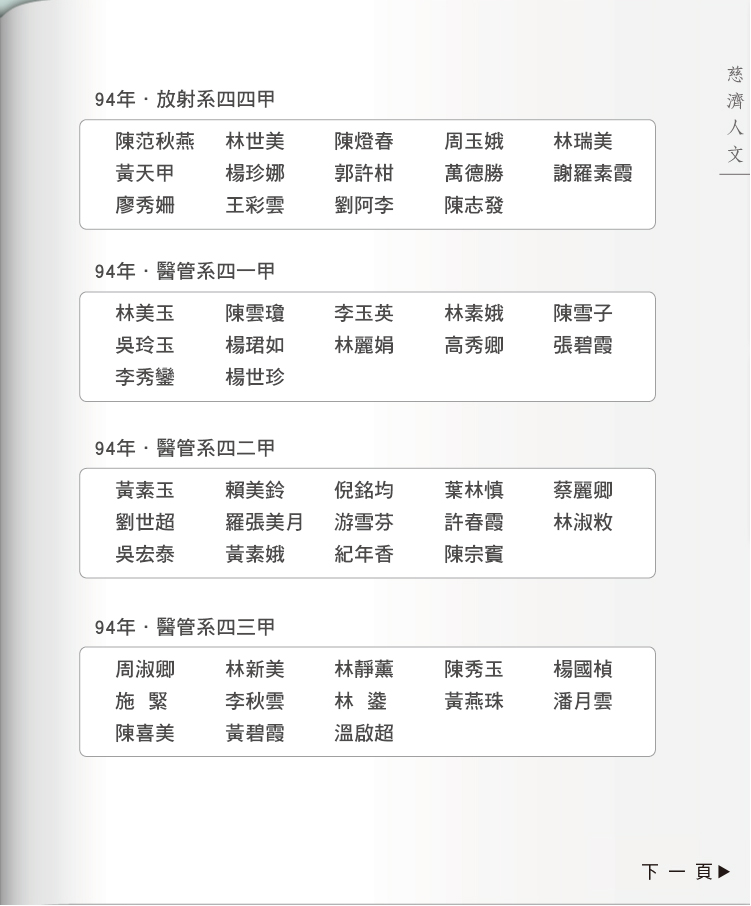 慈濟人文
94年．放射系四四甲
陳范秋燕 林世美 陳燈春 周玉娥 林瑞美
黃天甲 楊珍娜 郭許柑 萬德勝 謝羅素霞
廖秀姍 王彩雲 劉阿李 陳志發
94年．醫管系四一甲
林美玉 陳雲瓊 李玉英 林素娥 陳雪子
吳玲玉 楊珺如 林麗娟 高秀卿 張碧霞
李秀鑾 楊世珍
94年．醫管系四二甲
黃素玉 賴美鈴 倪銘均 葉林慎 蔡麗卿
劉世超 羅張美月 游雪芬 許春霞 林淑敉
吳宏泰 黃素娥 紀年香 陳宗賓
94年．醫管系四三甲
周淑卿 林新美 林靜薰 陳秀玉 楊國楨
施 緊 李秋雲 林 鎏 黃燕珠 潘月雲
陳喜美 黃碧霞 溫啟超
下一頁▶